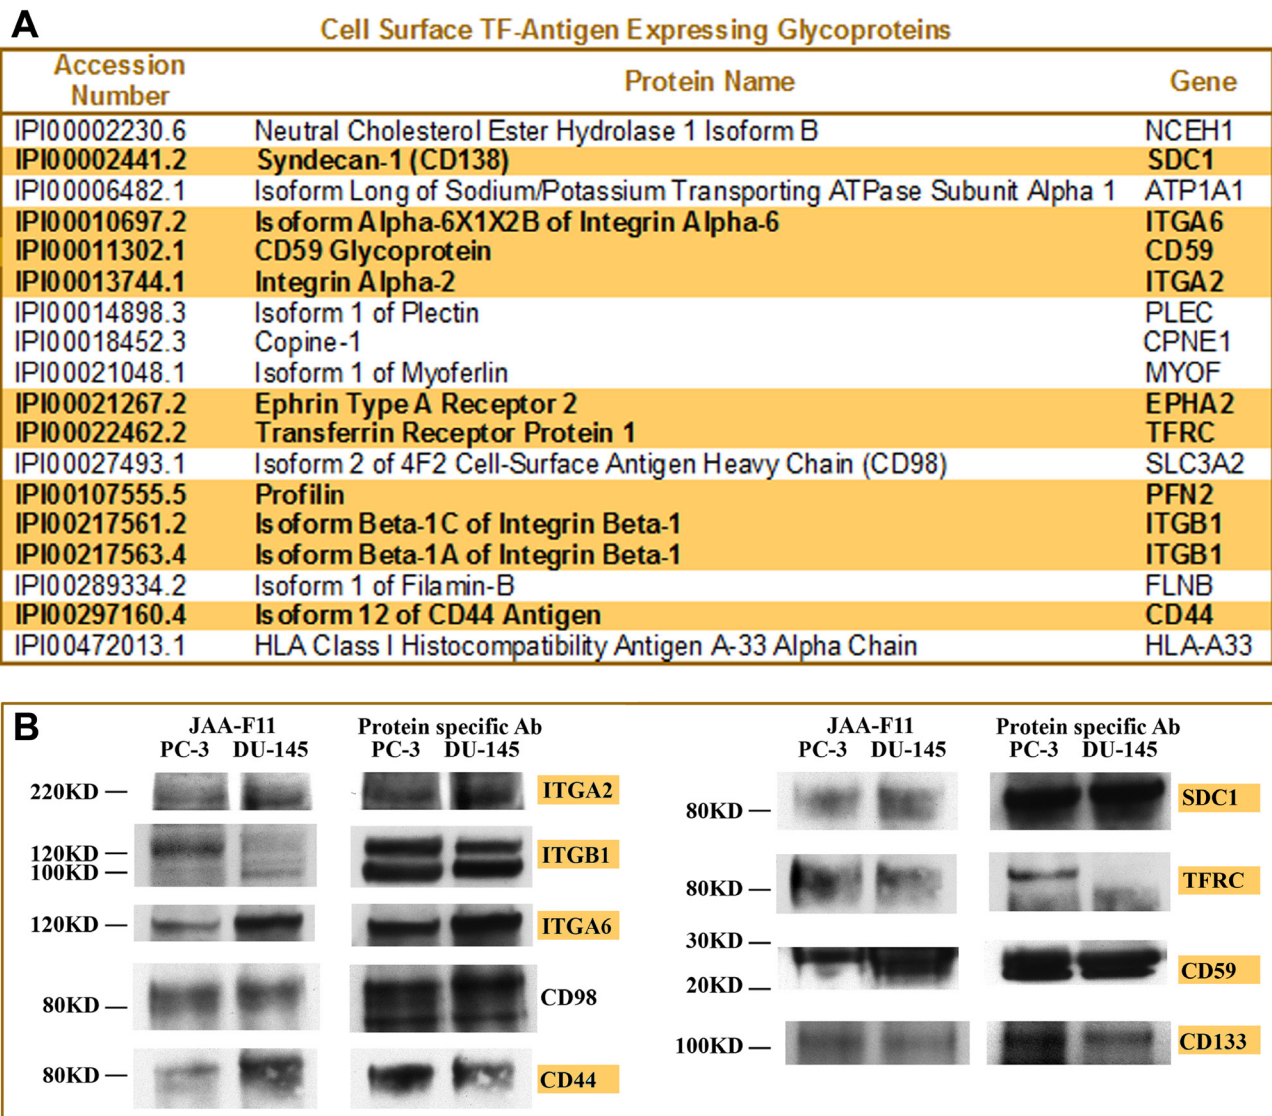 A
Cell Surface TF-Antigen Expressing Glycoproteins
Accession Number Protein Name Gene
IPI00002230.6 Neutral Cholesterol Ester Hydrolase 1 Isoform B NCEH1
IPI00002441.2 Syndecan-1 (CD138) SDC1
IPI00006482.1 Isoform Long of Sodium/Potassium Transporting ATPase Subunit Alpha 1 ATP1A1
IPI00010697.2 Isoform Alpha-6X1X2B of Integrin Alpha-6 ITGA6
IPI00011302.1 CD59 Glycoprotein CD59
IPI00013744.1 Integrin Alpha-2 ITGA2
IPI00014898.3 Isoform 1 of Plectin PLEC
IPI00018452.3 Copine-1 CPNE1
IPI00021048.1 Isoform 1 of Myoferlin MYOF
IPI00021267.2 Ephrin Type A Receptor 2 EPHA2
IPI00022462.2 Transferrin Receptor Protein 1 TFRC
IPI00027493.1 Isoform 2 of 4F2 Cell-Surface Antigen Heavy Chain (CD98) SLC3A2
IPI00107555.5 Profilin PFN2
IPI00217561.2 Isoform Beta-1C of Integrin Beta-1 ITGB1
IPI00217563.4 Isoform Beta-1A of Integrin Beta-1 ITGB1
IPI00289334.2 Isoform 1 of Filamin-B FLNB
IPI00297160.4 Isoform 12 of CD44 Antigen CD44
IPI00472013.1 HLA Class I Histocompatibility Antigen A-33 Alpha Chain HLA-A33
B
JAA-F11 Protein specific Ab
PC-3 DU-145 PC-3 DU-145
220KD ITGA2
120KD ITGB1
100KD
120KD ITGA6
80KD CD98
80KD CD44
JAA-F11 Protein specific Ab
PC-3 DU-145 PC-3 DU-145
80KD SDC1
80KD TFRC
30KD
20KD CD59
100KD CD133